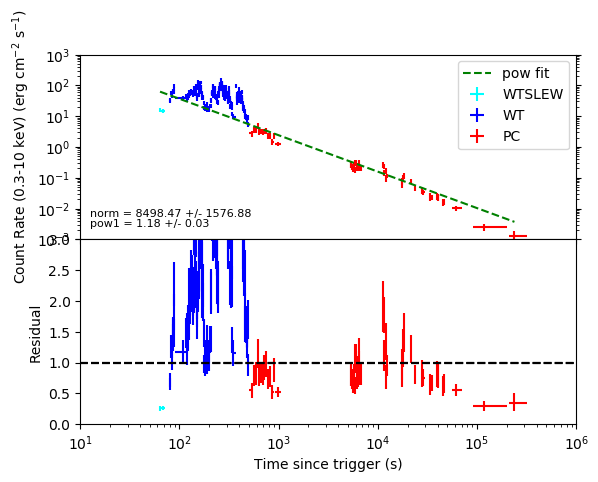 Count Rate (0.3-10 keV) (erg cm⁻² s⁻¹)
10³
10²
10¹
10⁰
10⁻¹
10⁻²
10⁻³
pow fit
WTSLEW
WT
PC
norm = 8498.47 +/- 1576.88
pow1 = 1.18 +/- 0.03
Residual
3.0
2.5
2.0
1.5
1.0
0.5
0.0
10¹ 10² 10³ 10⁴ 10⁵ 10⁶
Time since trigger (s)